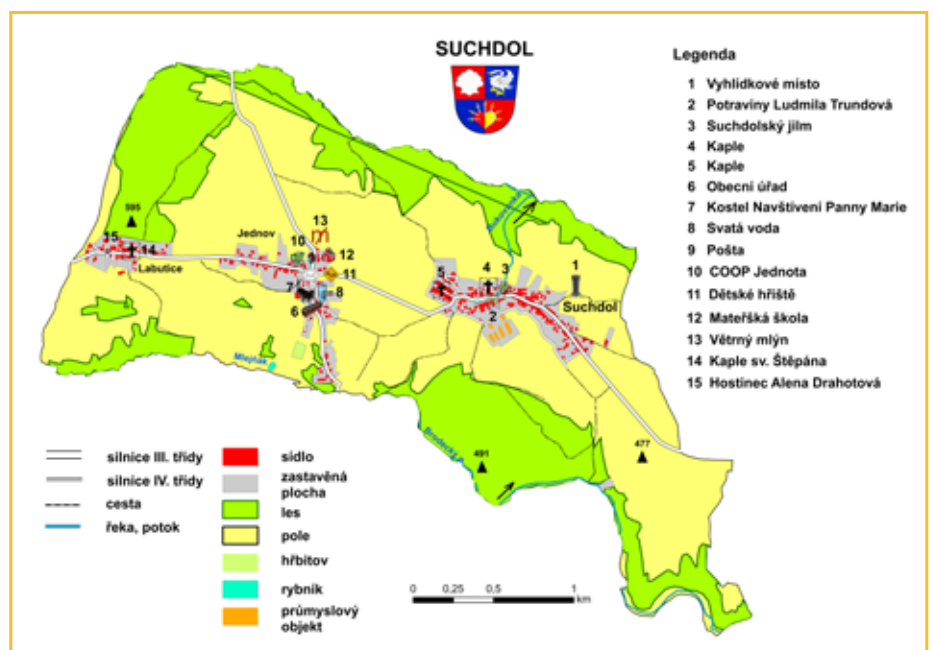 SUCHDOL
Legenda
1 Vyhlídkové místo
2 Potraviny Ludmila Trundová
3 Suchdolský jilm
4 Kaple
5 Kaple
6 Obecní úřad
7 Kostel Navštívení Panny Marie
8 Svatá voda
9 Pošta
10 COOP Jednota
11 Dětské hřiště
12 Mateřská škola
13 Větrný mlýn
14 Kaple sv. Štěpána
15 Hostinec Alena Drahotová
595
15
14
Labutice
Jednov
13
10
9
12
11
7
8
6
5
4
3
1
Suchdol
2
Mlejňák
Brodecký p.
491
477
silnice III. třídy
silnice IV. třídy
cesta
řeka, potok
sídlo
zastavěná
plocha
les
pole
hřbitov
rybník
průmyslový
objekt
0 0,25 0,5 1
km